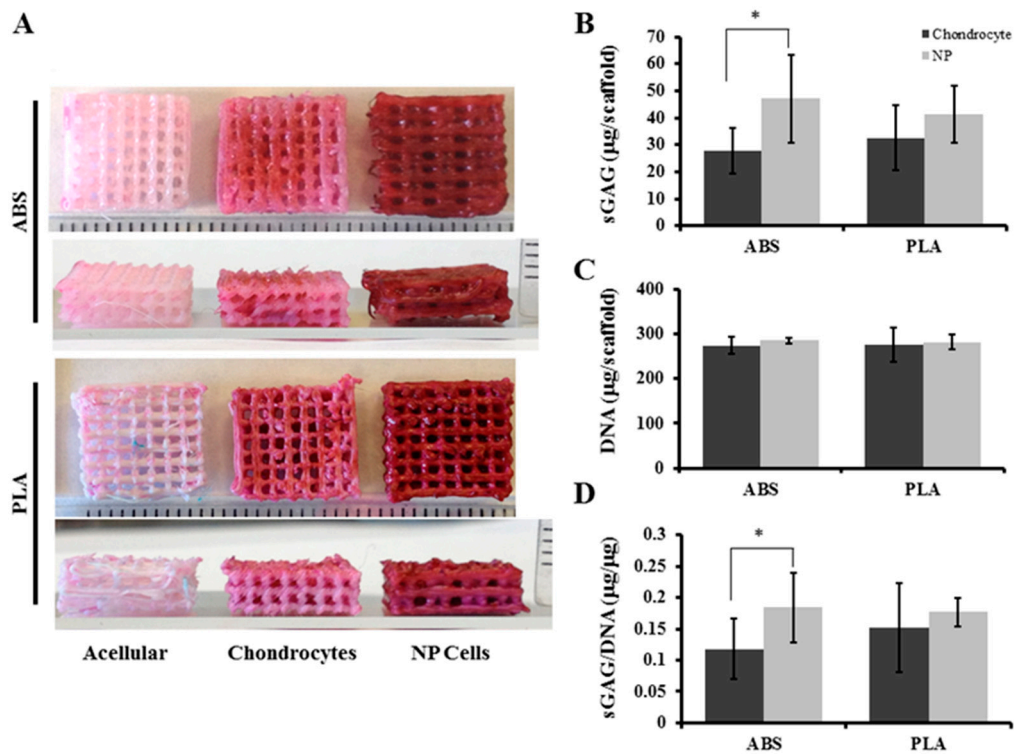 A
ABS
PLA
Acellular
Chondrocytes
NP Cells
B
sGAG (µg/scaffold)
70
60
50
40
30
20
10
0
*
Chondrocyte
NP
ABS
PLA
C
DNA (µg/scaffold)
400
300
200
100
0
ABS
PLA
D
sGAG/DNA (µg/µg)
0.3
0.25
0.2
0.15
0.1
0.05
0
*
ABS
PLA